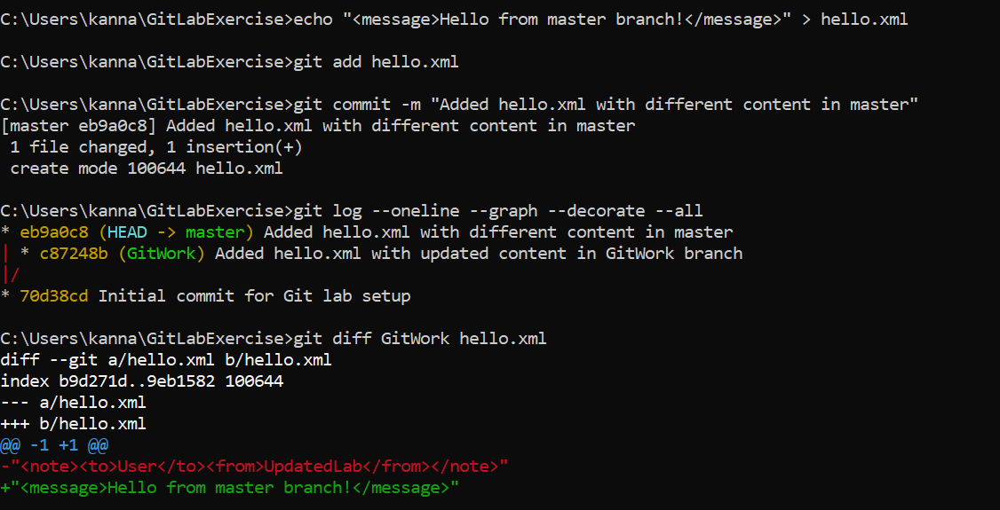 C:\Users\kanna\GitLabExercise>echo "<message>Hello from master branch!</message>" > hello.xml
C:\Users\kanna\GitLabExercise>git add hello.xml
C:\Users\kanna\GitLabExercise>git commit -m "Added hello.xml with different content in master"
[master eb9a0c8] Added hello.xml with different content in master
 1 file changed, 1 insertion(+)
 create mode 100644 hello.xml
C:\Users\kanna\GitLabExercise>git log --oneline --graph --decorate --all
* eb9a0c8 (HEAD -> master) Added hello.xml with different content in master
| * c87248b (GitWork) Added hello.xml with updated content in GitWork branch
|/
* 70d38cd Initial commit for Git lab setup
C:\Users\kanna\GitLabExercise>git diff GitWork hello.xml
diff --git a/hello.xml b/hello.xml
index b9d271d..9eb1582 100644
--- a/hello.xml
+++ b/hello.xml
@@ -1 +1 @@
-"<note><to>User</to><from>UpdatedLab</from></note>"
+"<message>Hello from master branch!</message>"